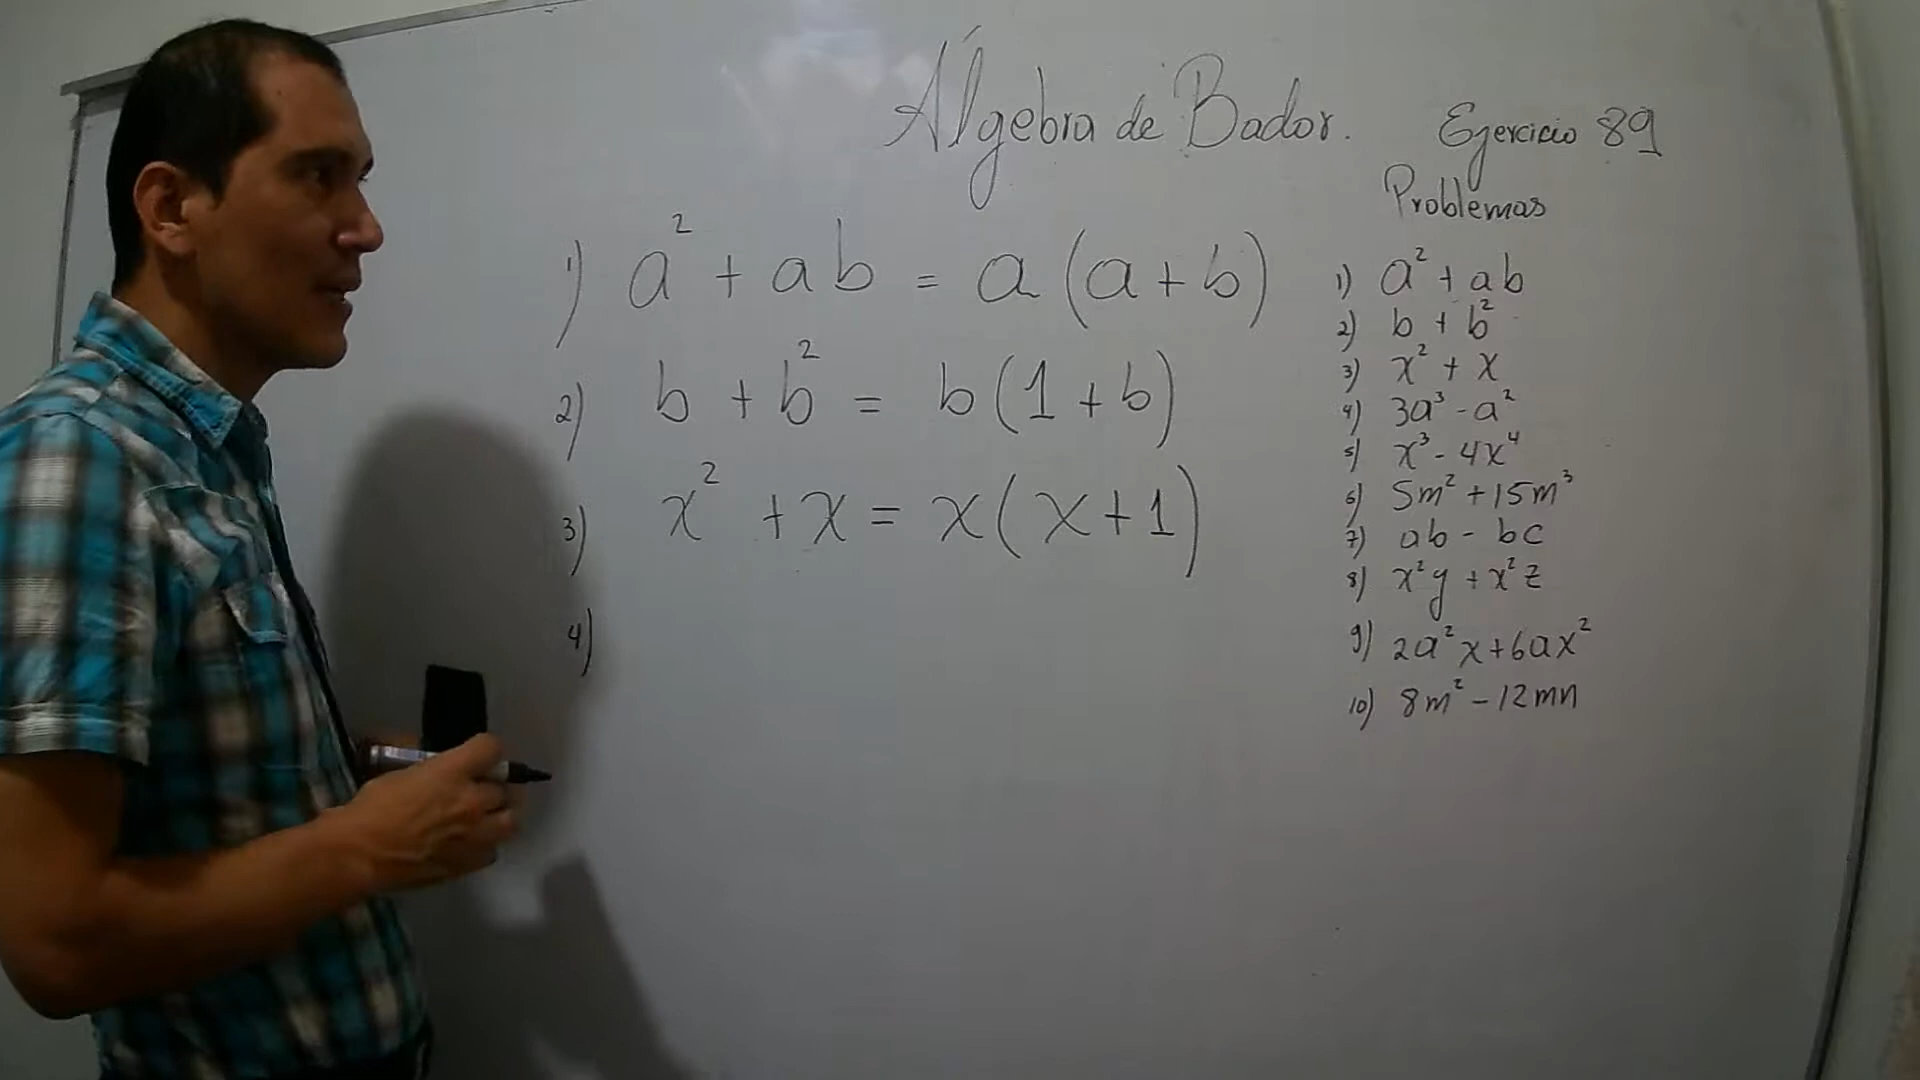 Álgebra de Bador. Ejercicio 89
Problemas
1) a² + ab = a(a+b)
2) b + b² = b(1+b)
3) x² + x = x(x+1)
4)
1) a² + ab
2) b + b²
3) x² + x
4) 3a³ - a²
5) x³ - 4x⁴
6) 5m² + 15m³
7) ab - bc
8) x²y + x²z
9) 2a²x+6ax²
10) 8m² - 12mn